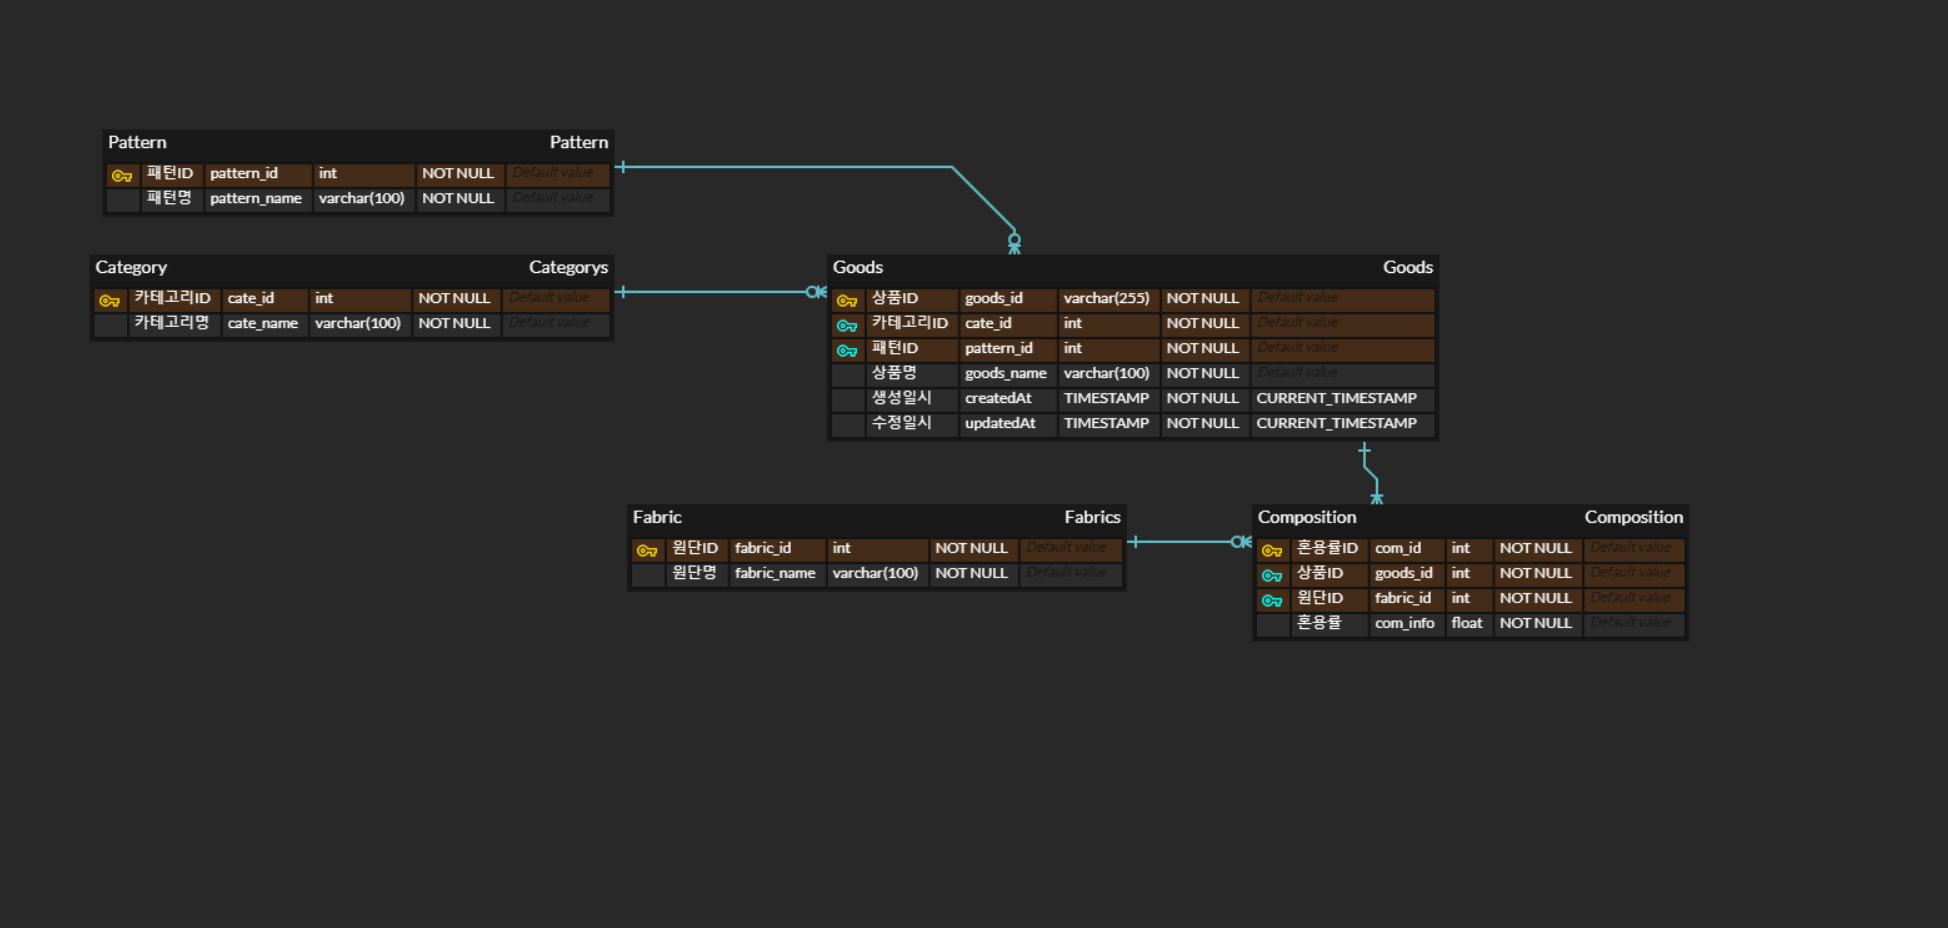 Pattern Pattern
패턴ID pattern_id int NOT NULL Default value
패턴명 pattern_name varchar(100) NOT NULL Default value
Category Categorys
카테고리ID cate_id int NOT NULL Default value
카테고리명 cate_name varchar(100) NOT NULL Default value
Goods Goods
상품ID goods_id varchar(255) NOT NULL Default value
카테고리ID cate_id int NOT NULL Default value
패턴ID pattern_id int NOT NULL Default value
상품명 goods_name varchar(100) NOT NULL Default value
생성일시 createdAt TIMESTAMP NOT NULL CURRENT_TIMESTAMP
수정일시 updatedAt TIMESTAMP NOT NULL CURRENT_TIMESTAMP
Fabric Fabrics
원단ID fabric_id int NOT NULL Default value
원단명 fabric_name varchar(100) NOT NULL Default value
Composition Composition
혼용률ID com_id int NOT NULL Default value
상품ID goods_id int NOT NULL Default value
원단ID fabric_id int NOT NULL Default value
혼용률 com_info float NOT NULL Default value